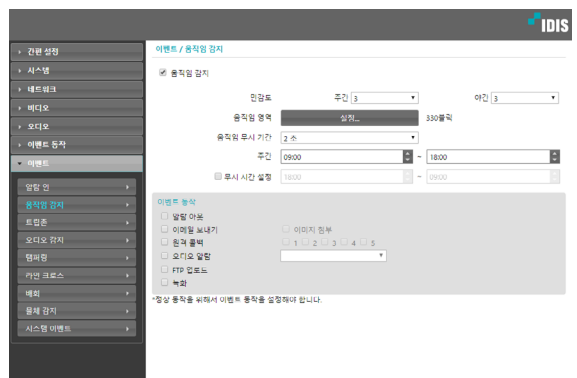 IDIS
간편 설정
시스템
네트워크
비디오
오디오
이벤트 동작
이벤트
알람 인
움직임 감지
트립존
오디오 감지
탬퍼링
라인 크로스
배회
물체 감지
시스템 이벤트
이벤트 / 움직임 감지
움직임 감지
민감도 주간 3 야간 3
움직임 영역 설정... 330블럭
움직임 무시 기간 2 초
주간 09:00 ~ 18:00
무시 시간 설정 18:00 ~ 09:00
이벤트 동작
알람 아웃
이메일 보내기 이미지 첨부
원격 콜백 1 2 3 4 5
오디오 알람
FTP 업로드
녹화
*정상 동작을 위해서 이벤트 동작을 설정해야 합니다.